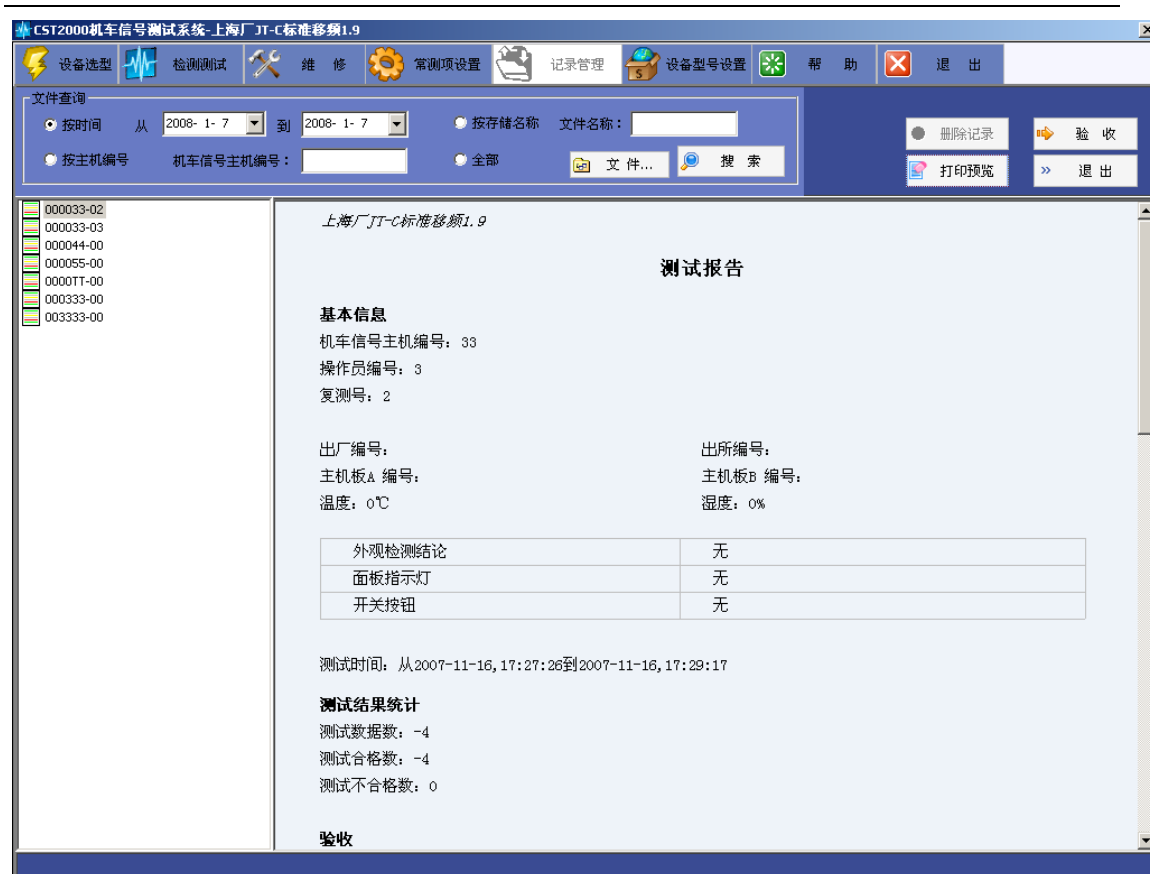 CST2000机车信号测试系统-上海厂JT-C标准移频1.9
设备选型 检测测试 维 修 常测项设置 记录管理 设备型号设置 帮 助 退 出
文件查询
按时间 从 2008- 1- 7 到 2008- 1- 7 按存储名称 文件名称：
按主机编号 机车信号主机编号： 全部 文 件... 搜 索
删除记录 验 收
打印预览 退 出
000033-02
000033-03
000044-00
000055-00
0000TT-00
000333-00
003333-00
上海厂JT-C标准移频1.9
测试报告
基本信息
机车信号主机编号：33
操作员编号：3
复测号：2
出厂编号： 出所编号：
主机板A 编号： 主机板B 编号：
温度：0℃ 湿度：0%
外观检测结论 无
面板指示灯 无
开关按钮 无
测试时间：从2007-11-16,17:27:26到2007-11-16,17:29:17
测试结果统计
测试数据数：-4
测试合格数：-4
测试不合格数：0
验收